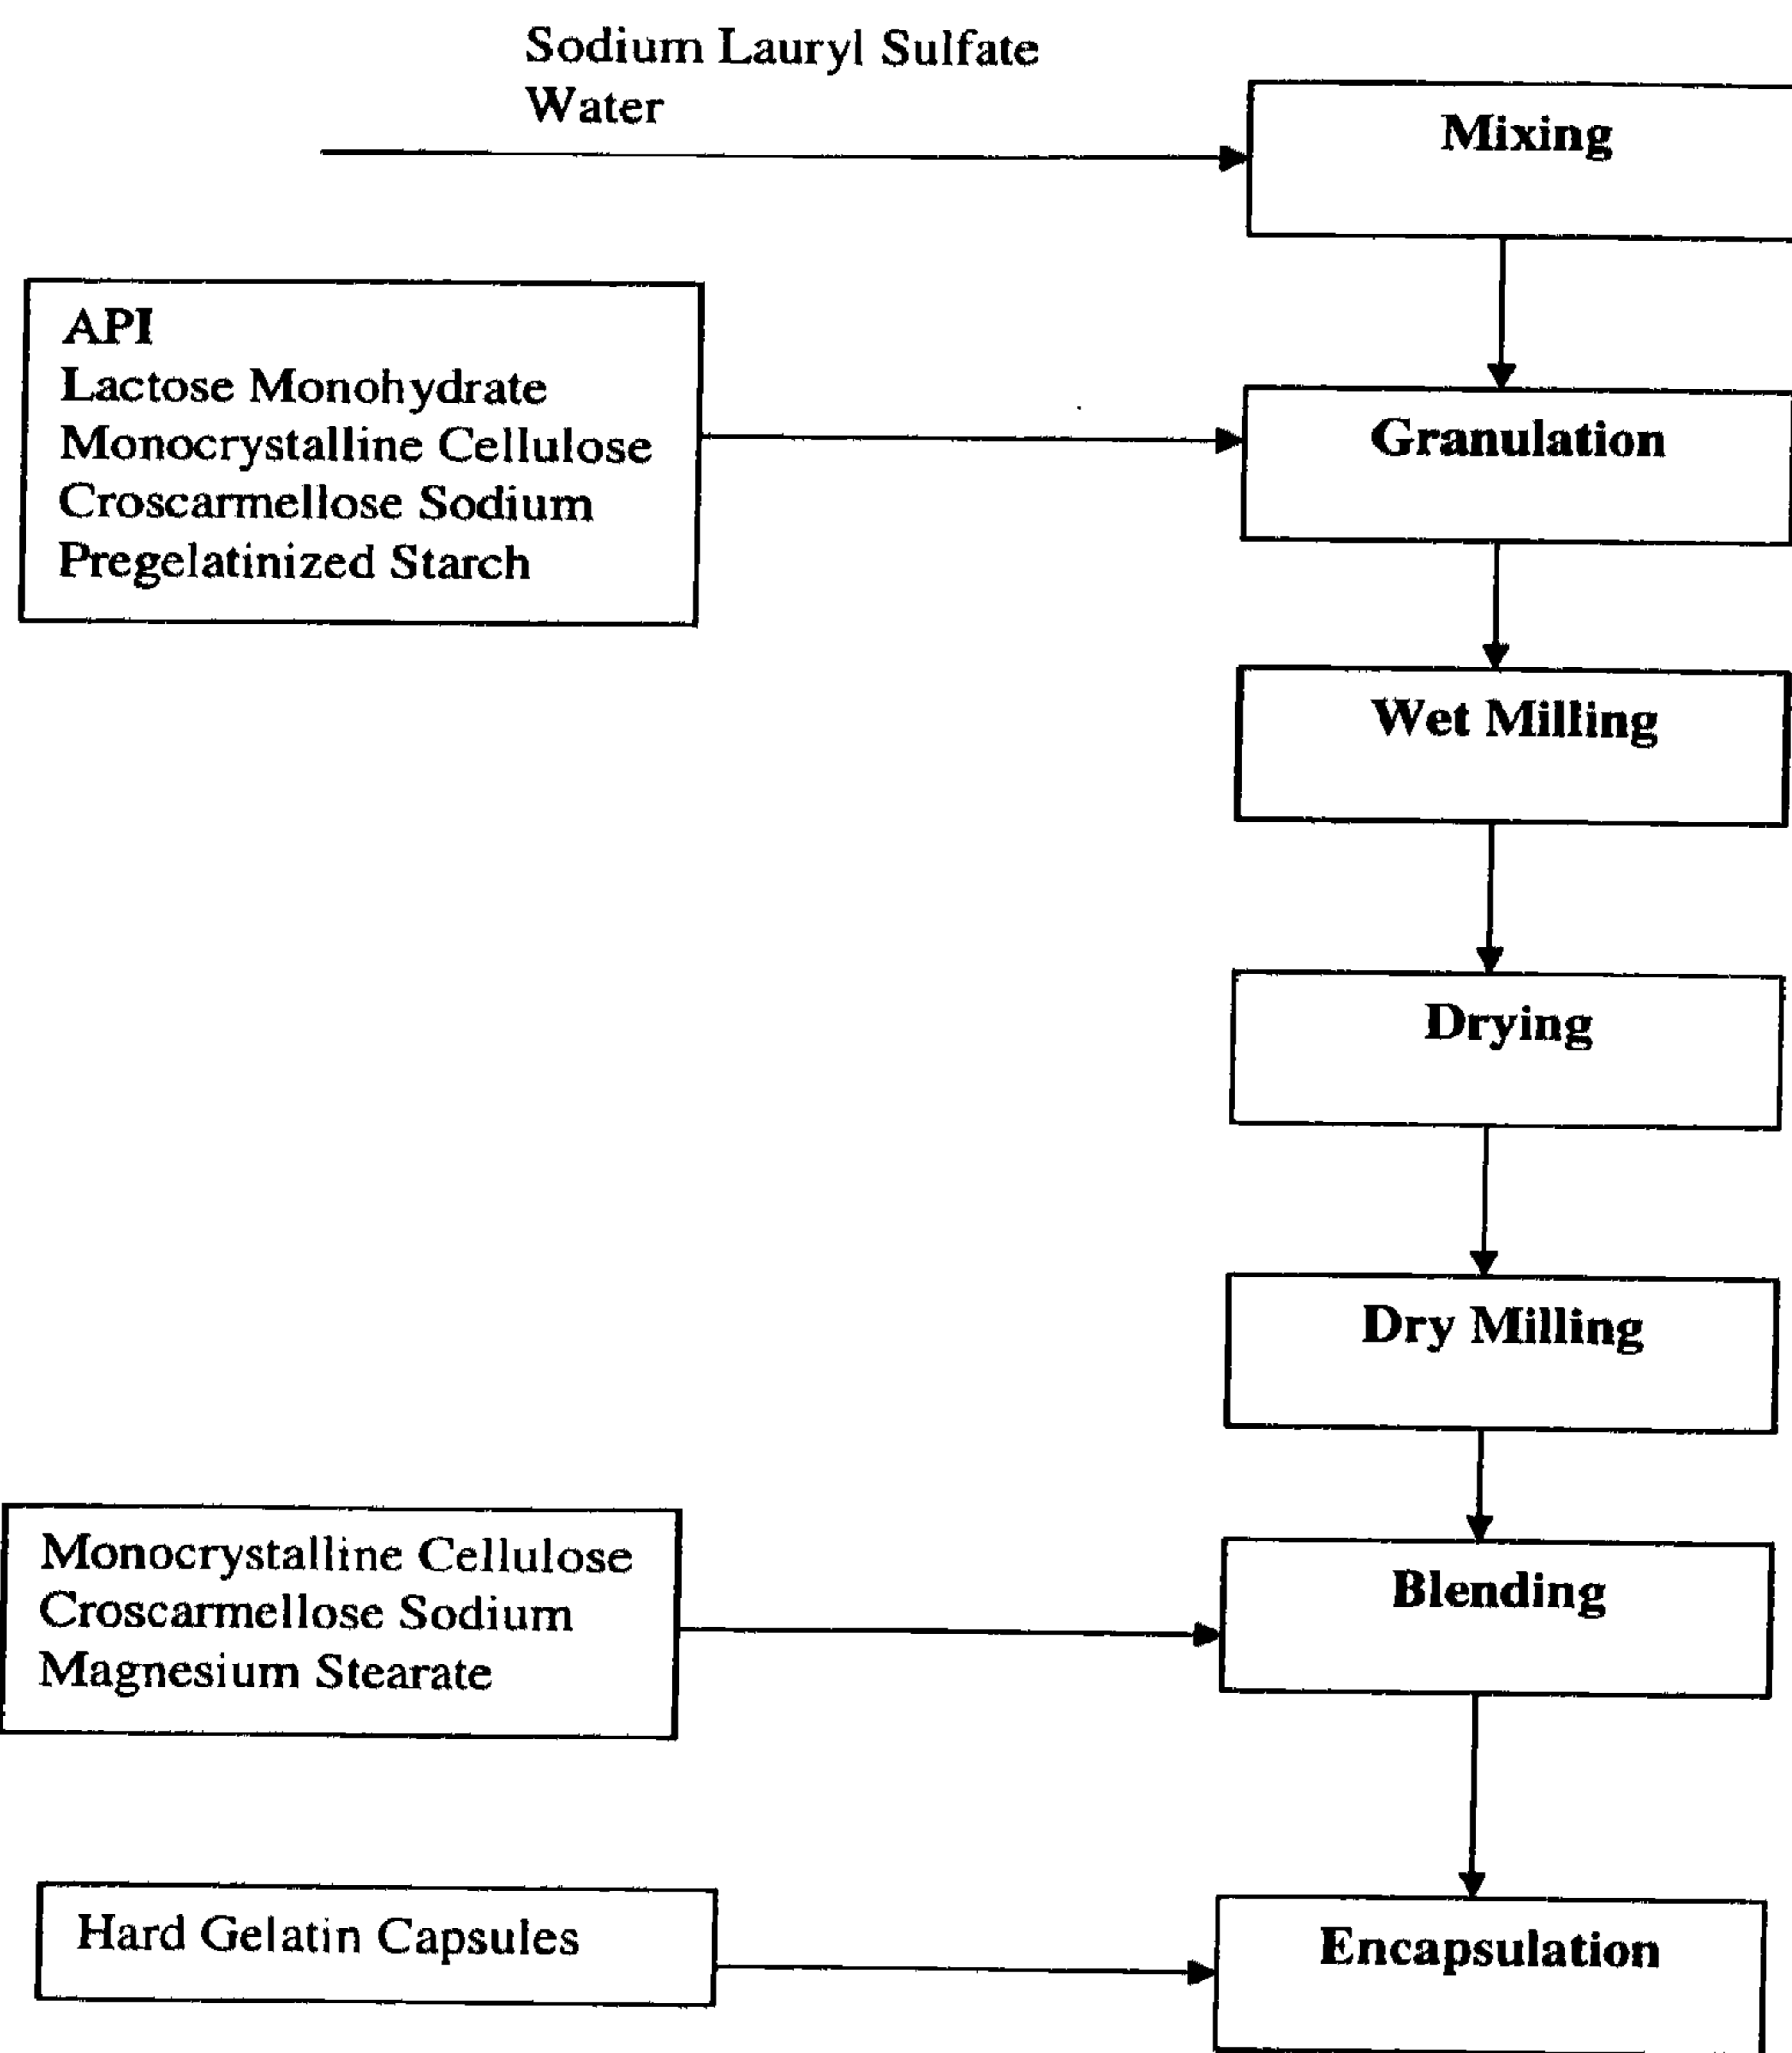 Sodium Lauryl Sulfate
Water
Mixing
API
Lactose Monohydrate
Monocrystalline Cellulose
Croscarmellose Sodium
Pregelatinized Starch
Granulation
Wet Milling
Drying
Dry Milling
Monocrystalline Cellulose
Croscarmellose Sodium
Magnesium Stearate
Blending
Hard Gelatin Capsules
Encapsulation